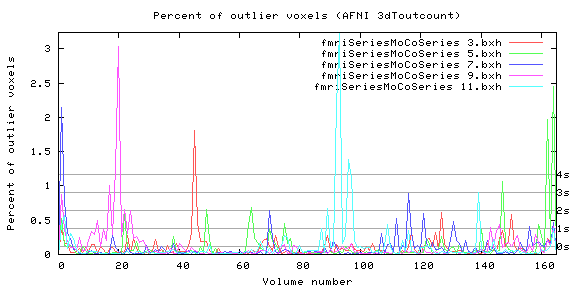 Percent of outlier voxels (AFNI 3dToutcount)
Percent of outlier voxels
3
2.5
2
1.5
1
0.5
0
fmriSeriesMoCoSeries 3.bxh
fmriSeriesMoCoSeries 5.bxh
fmriSeriesMoCoSeries 7.bxh
fmriSeriesMoCoSeries 9.bxh
fmriSeriesMoCoSeries 11.bxh
4s
3s
2s
1s
0s
0 20 40 60 80 100 120 140 160
Volume number